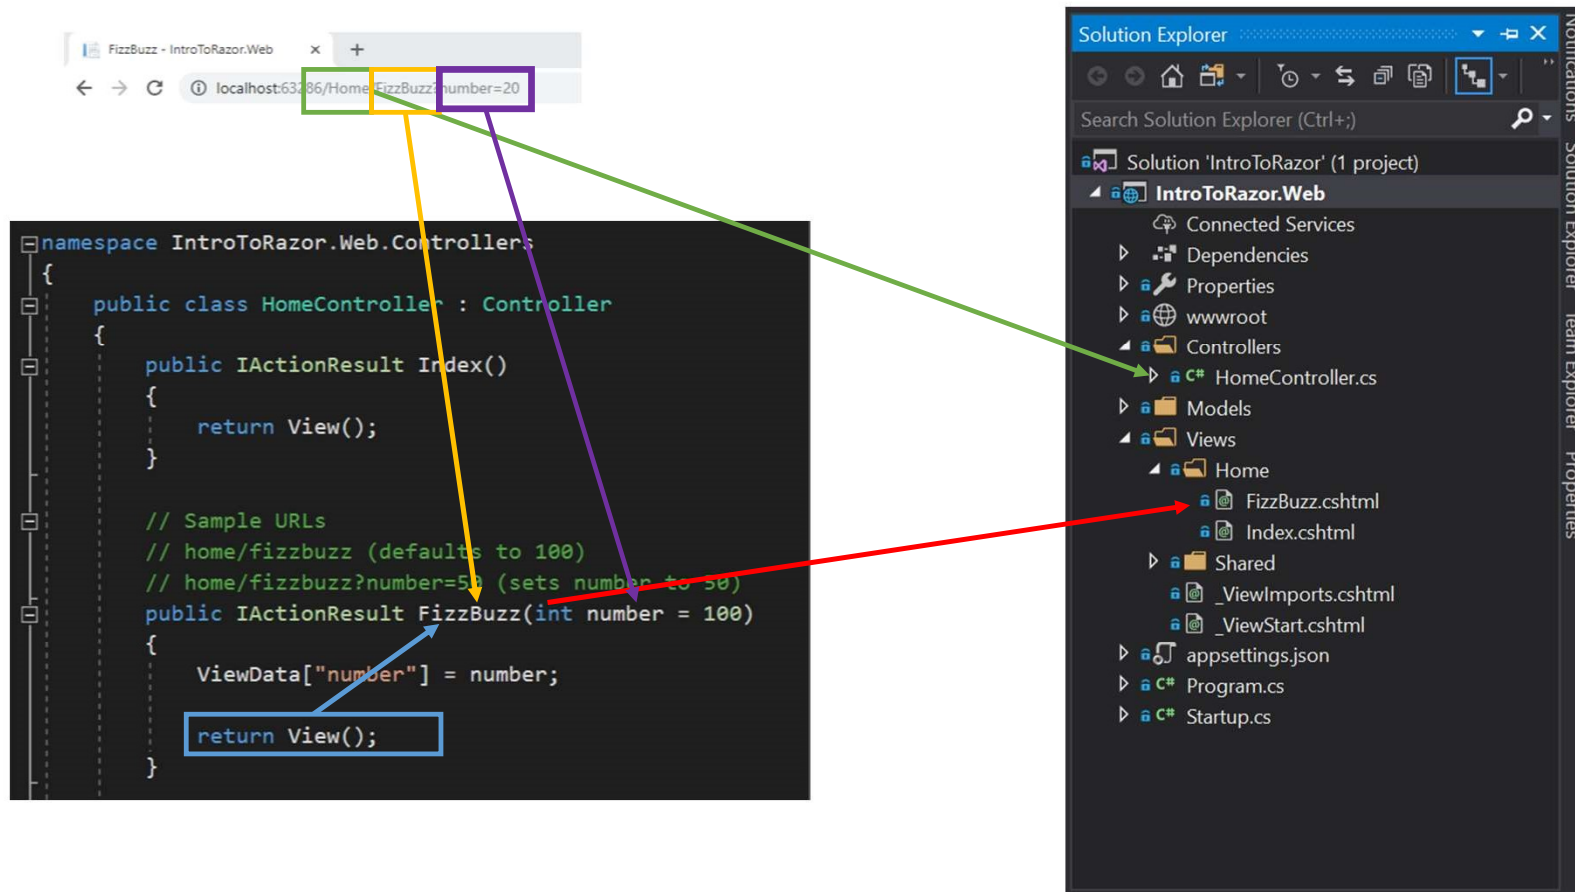 FizzBuzz - IntroToRazor.Web
localhost:63286/Home/FizzBuzz?number=20
namespace IntroToRazor.Web.Controllers
{
public class HomeController : Controller
{
public IActionResult Index()
{
return View();
}
// Sample URLs
// home/fizzbuzz (defaults to 100)
// home/fizzbuzz?number=50 (sets number to 50)
public IActionResult FizzBuzz(int number = 100)
{
ViewData["number"] = number;
return View();
}
Solution Explorer
Search Solution Explorer (Ctrl+;)
Solution 'IntroToRazor' (1 project)
IntroToRazor.Web
Connected Services
Dependencies
Properties
wwwroot
Controllers
C# HomeController.cs
Models
Views
Home
FizzBuzz.cshtml
Index.cshtml
Shared
_ViewImports.cshtml
_ViewStart.cshtml
appsettings.json
C# Program.cs
C# Startup.cs
Notifications
Solution Explorer
Team Explorer
Properties